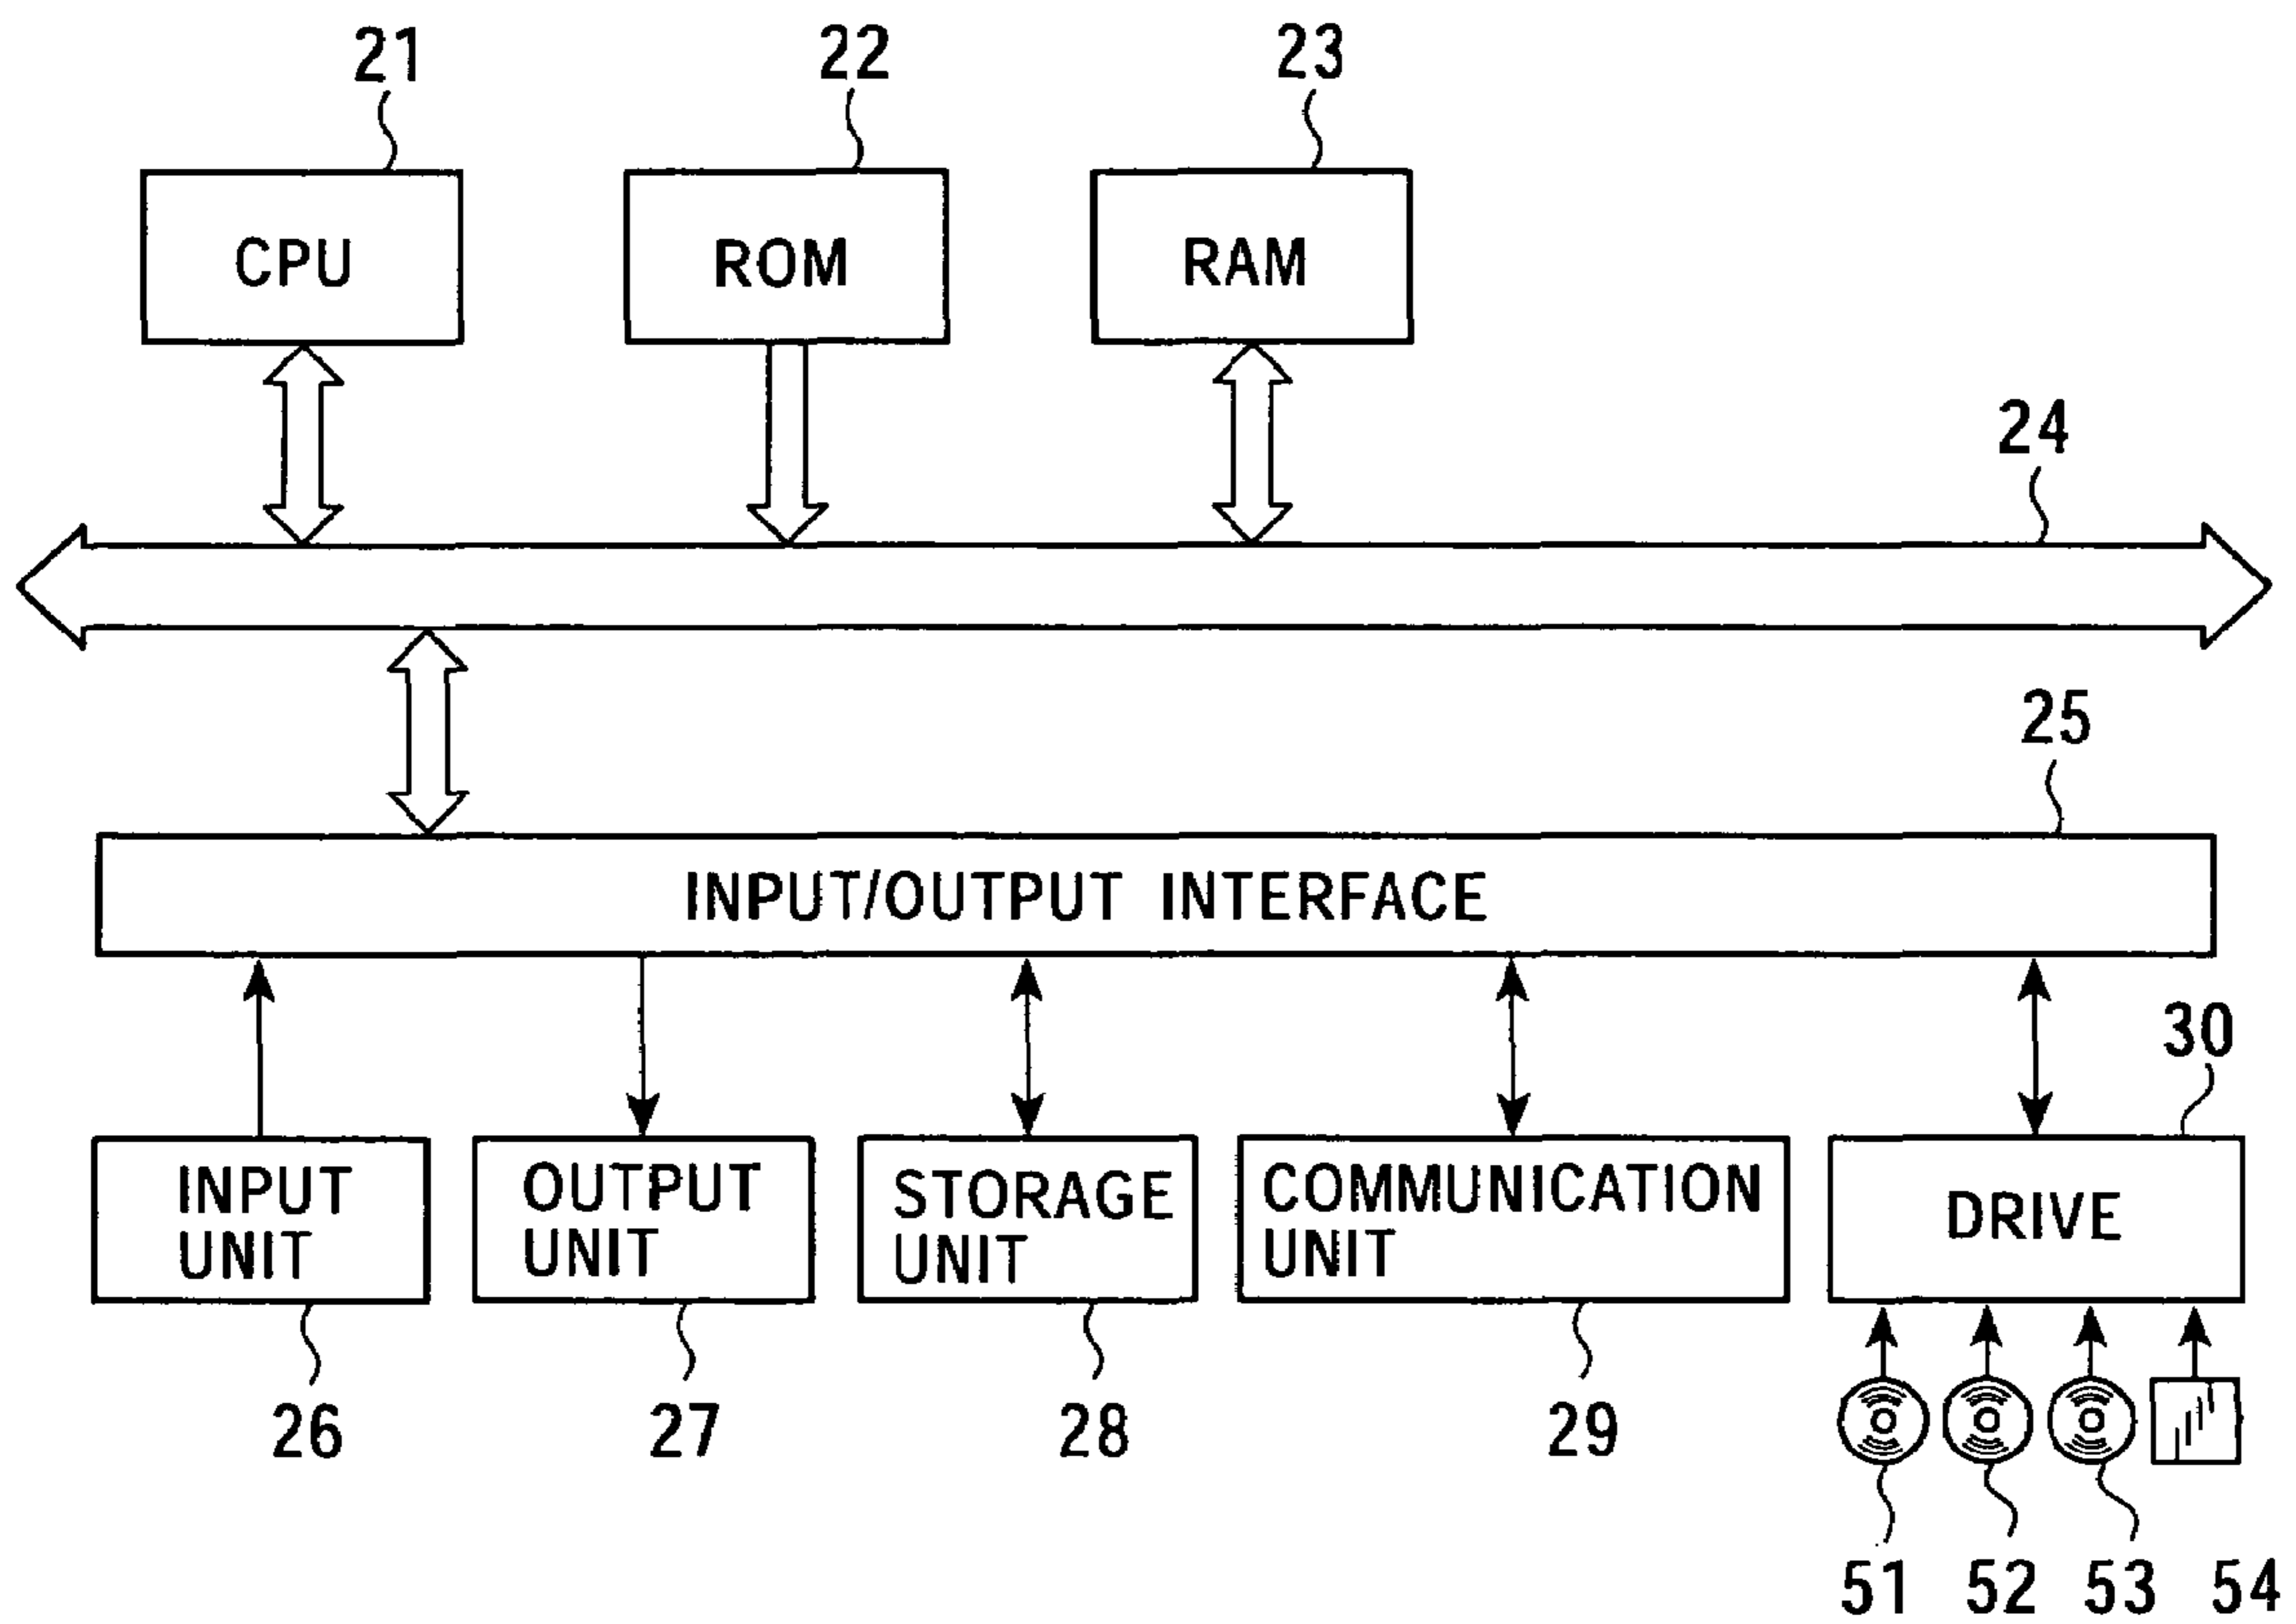 21 22 23
CPU ROM RAM
24
25
INPUT/OUTPUT INTERFACE
30
INPUT
UNIT
OUTPUT
UNIT
STORAGE
UNIT
COMMUNICATION
UNIT
DRIVE
26 27 28 29
51 52 53 54